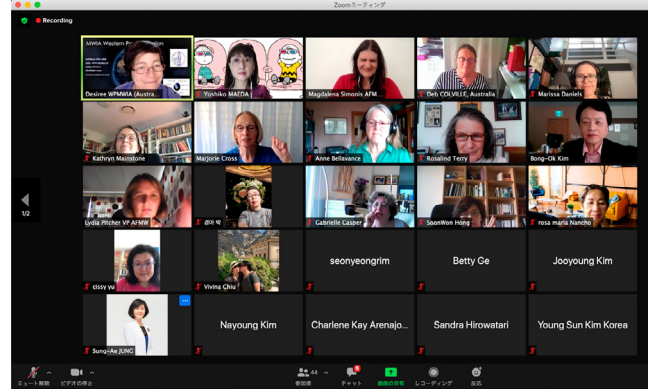 Zoomミーティング
Recording
MWIA Western Pacific Region
Desiree WPMWIA (Austra...
Yoshiko MAEDA
Magdalena Simonis AFM...
Deb COLVILLE, Australia
Marissa Daniels
Kathryn Mainstone
Marjorie Cross
Anne Bellavance
Rosalind Terry
Bong-Ok Kim
1/2
Lydia Pitcher VP AFMW
경아 박
Gabrielle Casper
SoonWon Hong
rosa maria Nancho
cissy yu
Vivina Chiu
seonyeongrim
Betty Ge
Jooyoung Kim
Sung-Ae JUNG
Nayoung Kim
Charlene Kay Arenajo...
Sandra Hirowatari
Young Sun Kim Korea
44
ミュート解除
ビデオの停止
参加者
チャット
画面の共有
レコーディング
反応